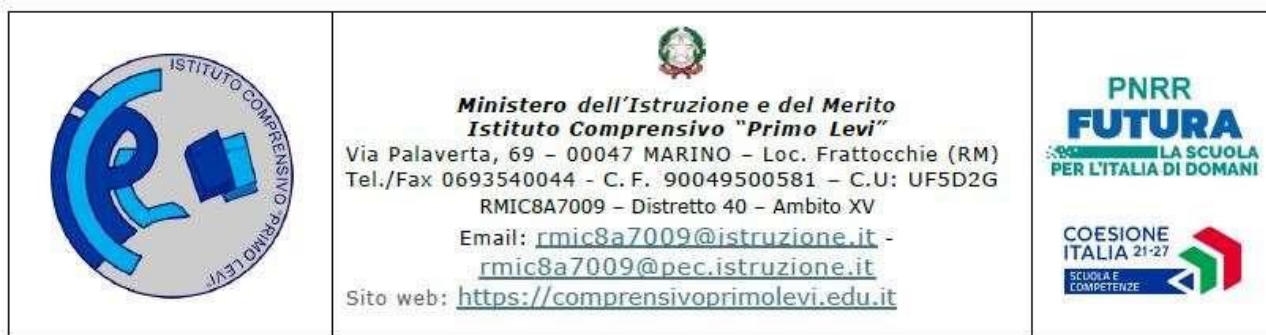 ISTITUTO COMPRENSIVO "PRIMO LEVI"
Ministero dell'Istruzione e del Merito
Istituto Comprensivo "Primo Levi"
Via Palaverta, 69 – 00047 MARINO – Loc. Frattocchie (RM)
Tel./Fax 0693540044 - C. F. 90049500581 – C.U: UF5D2G
RMIC8A7009 – Distretto 40 – Ambito XV
Email: rmic8a7009@istruzione.it -
rmic8a7009@pec.istruzione.it
Sito web: https://comprensivoprimolevi.edu.it
PNRR
FUTURA
LA SCUOLA
PER L'ITALIA DI DOMANI
COESIONE
ITALIA 21-27
SCUOLA E
COMPETENZE